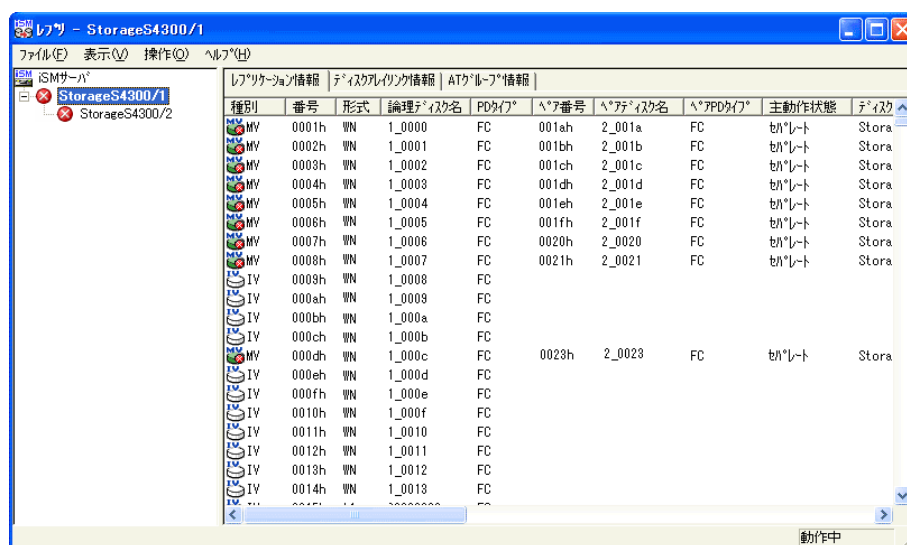 ﾚﾌﾟﾘ - StorageS4300/1
ﾌｧｲﾙ(F) 表示(V) 操作(O) ﾍﾙﾌﾟ(H)
iSMｻｰﾊﾞ
StorageS4300/1
StorageS4300/2
ﾚﾌﾟﾘｹｰｼｮﾝ情報 ﾃﾞｨｽｸｱﾚｲﾘﾝｸ情報 ATｸﾞﾙｰﾌﾟ情報
種別 番号 形式 論理ﾃﾞｨｽｸ名 PDﾀｲﾌﾟ ﾍﾟｱ番号 ﾍﾟｱﾃﾞｨｽｸ名 ﾍﾟｱPDﾀｲﾌﾟ 主動作状態 ﾃﾞｨｽｸ
MV 0001h WN 1_0000 FC 001ah 2_001a FC ｾﾊﾟﾚｰﾄ Stora
MV 0002h WN 1_0001 FC 001bh 2_001b FC ｾﾊﾟﾚｰﾄ Stora
MV 0003h WN 1_0002 FC 001ch 2_001c FC ｾﾊﾟﾚｰﾄ Stora
MV 0004h WN 1_0003 FC 001dh 2_001d FC ｾﾊﾟﾚｰﾄ Stora
MV 0005h WN 1_0004 FC 001eh 2_001e FC ｾﾊﾟﾚｰﾄ Stora
MV 0006h WN 1_0005 FC 001fh 2_001f FC ｾﾊﾟﾚｰﾄ Stora
MV 0007h WN 1_0006 FC 0020h 2_0020 FC ｾﾊﾟﾚｰﾄ Stora
MV 0008h WN 1_0007 FC 0021h 2_0021 FC ｾﾊﾟﾚｰﾄ Stora
IV 0009h WN 1_0008 FC
IV 000ah WN 1_0009 FC
IV 000bh WN 1_000a FC
IV 000ch WN 1_000b FC
MV 000dh WN 1_000c FC 0023h 2_0023 FC ｾﾊﾟﾚｰﾄ Stora
IV 000eh WN 1_000d FC
IV 000fh WN 1_000e FC
IV 0010h WN 1_000f FC
IV 0011h WN 1_0010 FC
IV 0012h WN 1_0011 FC
IV 0013h WN 1_0012 FC
IV 0014h WN 1_0013 FC
動作中